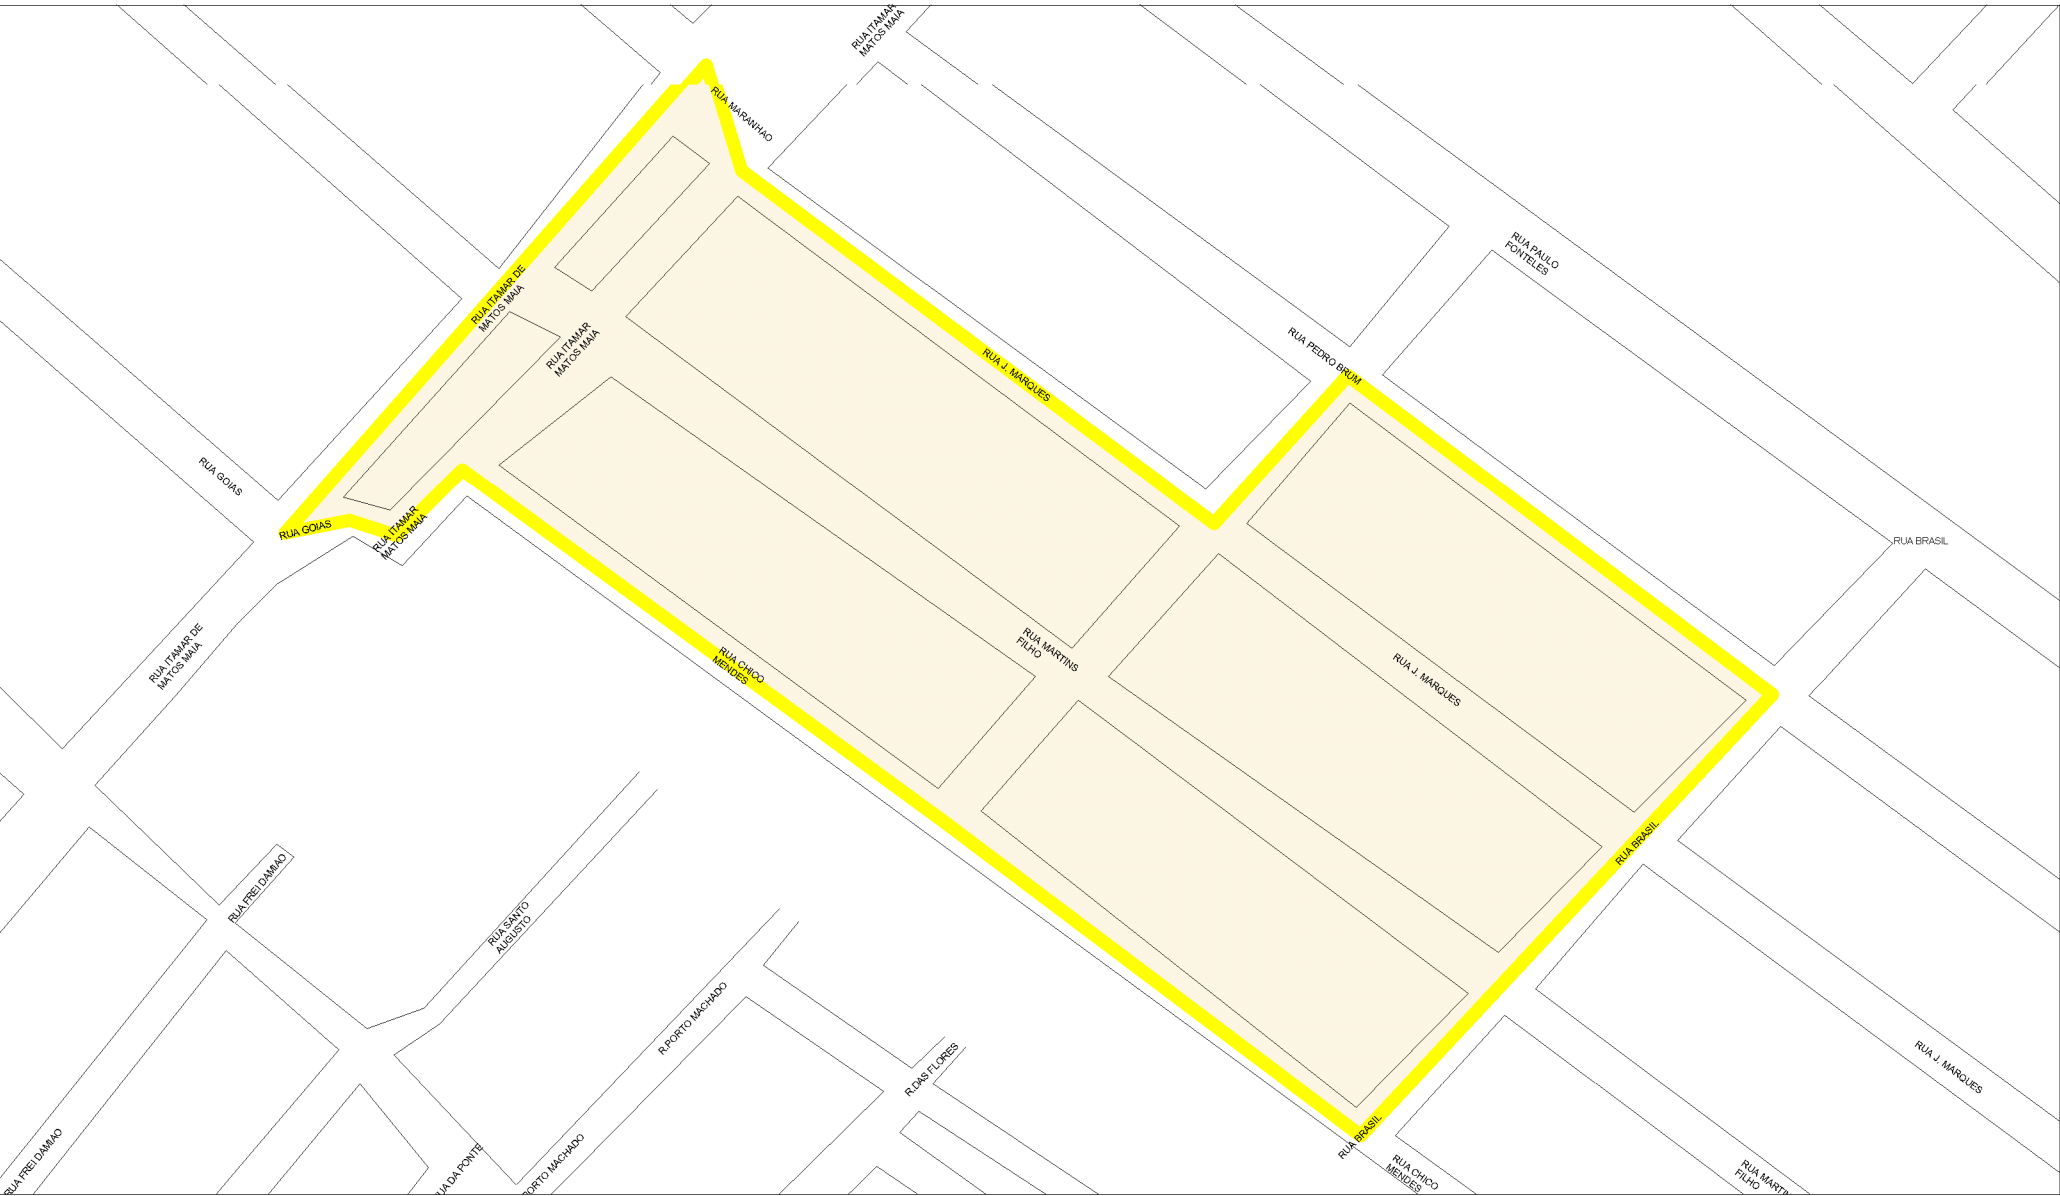 RUA ITAMAR
MATOS MAIA
RUA MARANHAO
RUA PAULO
FONTELES
RUA ITAMAR DE
MATOS MAIA
RUA ITAMAR
MATOS MAIA
RUA J. MARQUES
RUA PEDRO BRUM
RUA GOIAS
RUA GOIAS
RUA ITAMAR
MATOS MAIA
RUA BRASIL
RUA ITAMAR DE
MATOS MAIA
RUA MARTINS
FILHO
RUA CHICO
MENDES
RUA J. MARQUES
RUA BRASIL
RUA FREI DAMIAO
RUA SANTO
AUGUSTO
R.PORTO MACHADO
R.DAS FLORES
RUA J. MARQUES
RUA BRASIL
RUA FREI DAMIAO
UA DA PONTE
PORTO MACHADO
RUA CHICO
MENDES
RUA MARTIN
FILHO